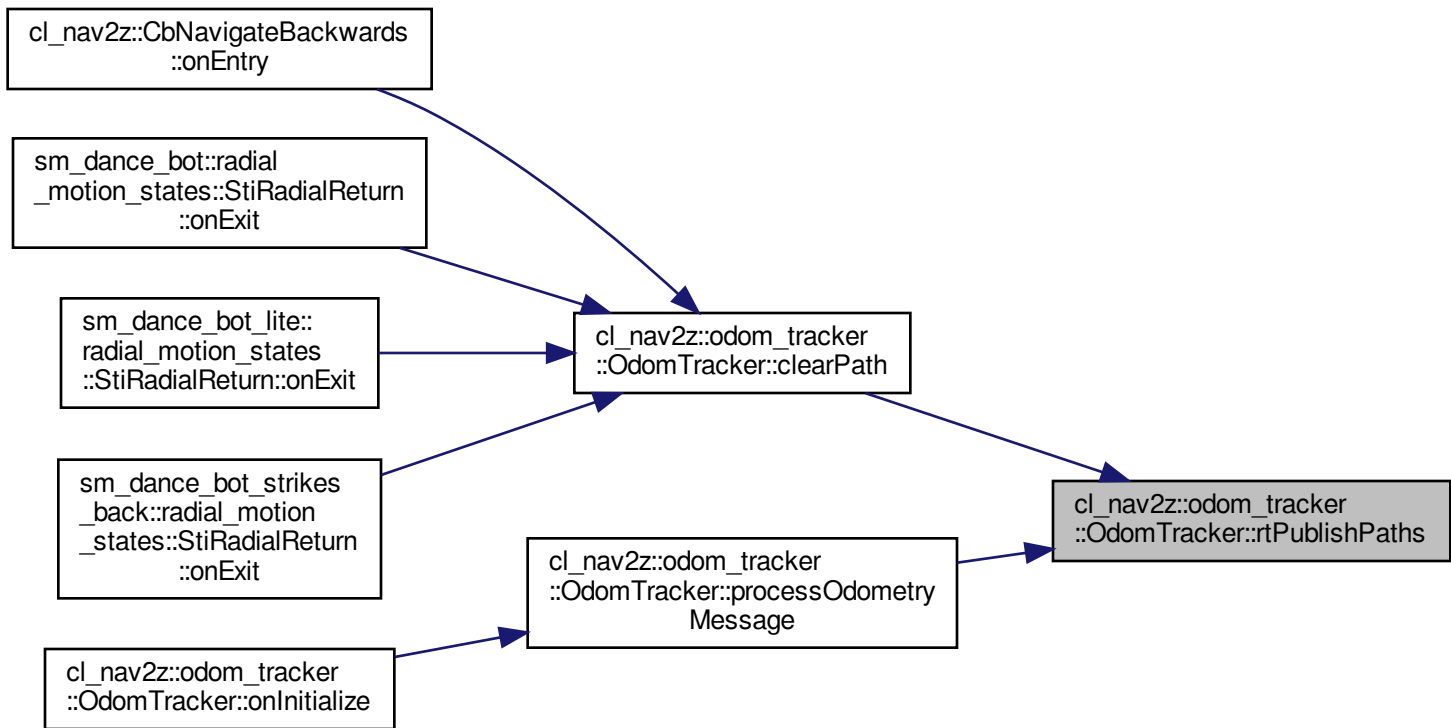 cl_nav2z::CbNavigateBackwards
::onEntry
sm_dance_bot::radial
_motion_states::StiRadialReturn
::onExit
sm_dance_bot_lite::
radial_motion_states
::StiRadialReturn::onExit
sm_dance_bot_strikes
_back::radial_motion
_states::StiRadialReturn
::onExit
cl_nav2z::odom_tracker
::OdomTracker::onInitialize
cl_nav2z::odom_tracker
::OdomTracker::clearPath
cl_nav2z::odom_tracker
::OdomTracker::processOdometry
Message
cl_nav2z::odom_tracker
::OdomTracker::rtPublishPaths